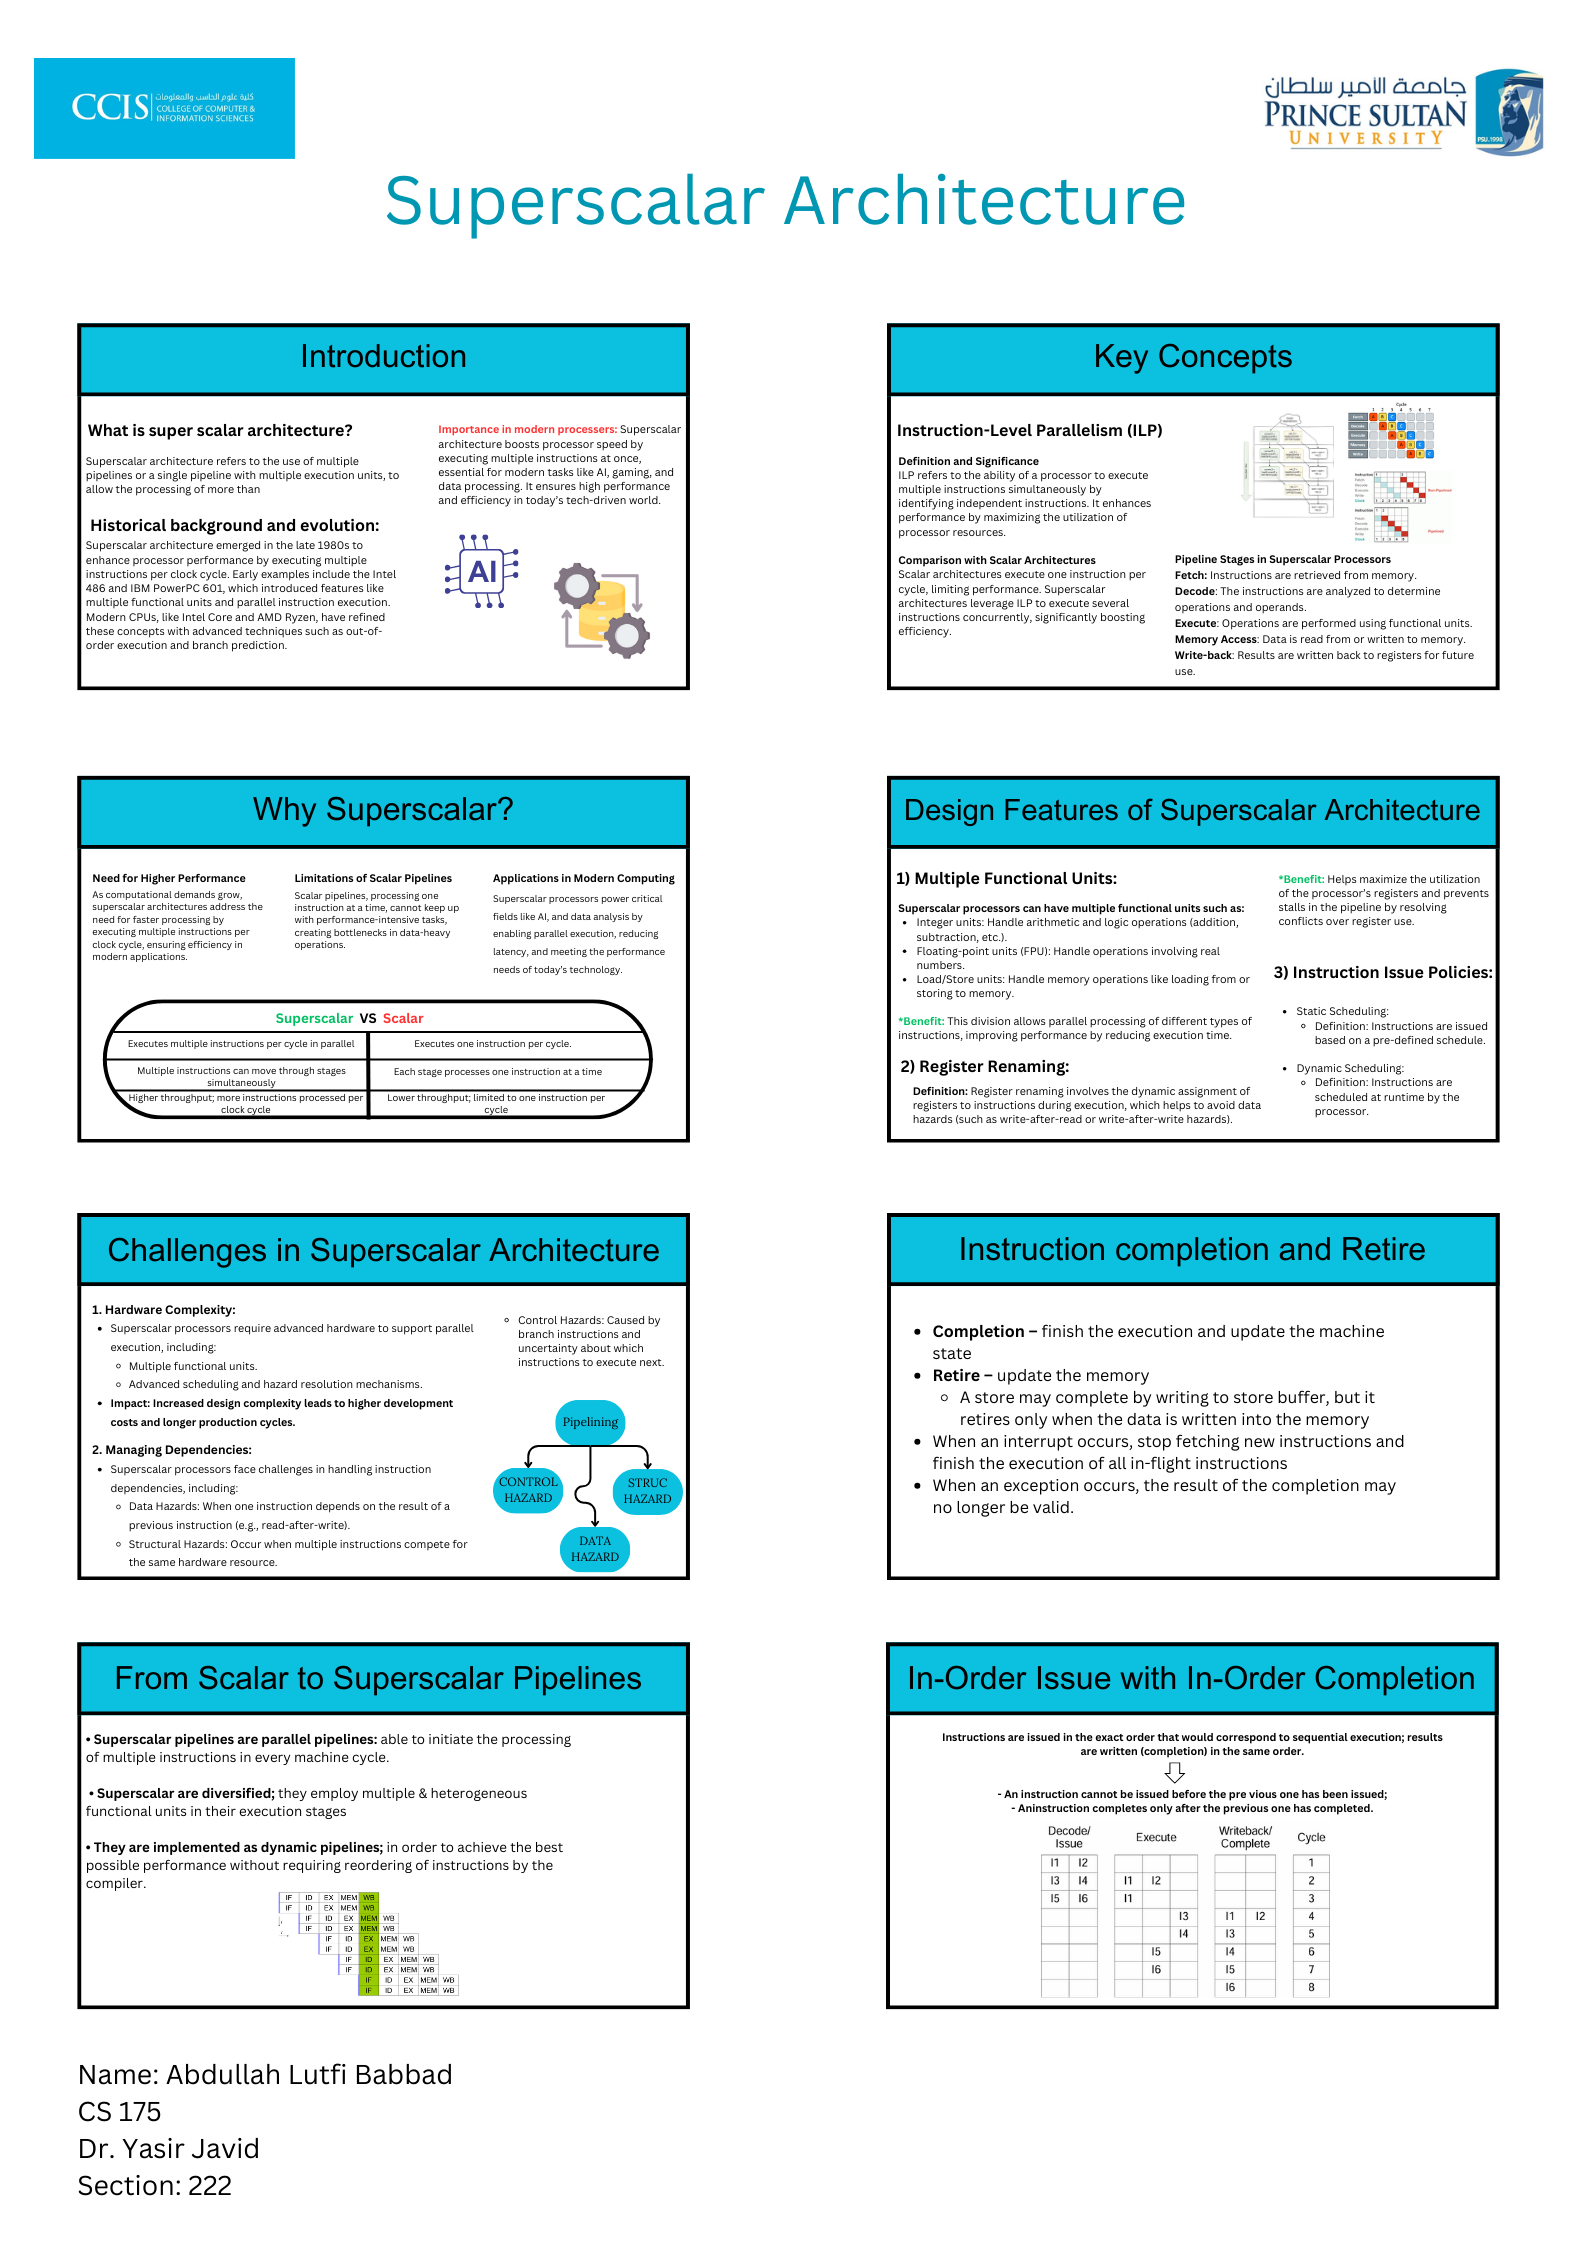 CCIS
كلية علوم الحاسب والمعلومات
COLLEGE OF COMPUTER &
INFORMATION SCIENCES
جامعة الأمير سلطان
PRINCE SULTAN
UNIVERSITY
PSU.1998
Superscalar Architecture
Introduction
What is super scalar architecture?
Superscalar architecture refers to the use of multiple
pipelines or a single pipeline with multiple execution units, to
allow the processing of more than
Historical background and evolution:
Superscalar architecture emerged in the late 1980s to
enhance processor performance by executing multiple
instructions per clock cycle. Early examples include the Intel
486 and IBM PowerPC 601, which introduced features like
multiple functional units and parallel instruction execution.
Modern CPUs, like Intel Core and AMD Ryzen, have refined
these concepts with advanced techniques such as out-of-
order execution and branch prediction.
Importance in modern processers: Superscalar
architecture boosts processor speed by
executing multiple instructions at once,
essential for modern tasks like AI, gaming, and
data processing. It ensures high performance
and efficiency in today's tech-driven world.
AI
Key Concepts
Instruction-Level Parallelism (ILP)
Definition and Significance
ILP refers to the ability of a processor to execute
multiple instructions simultaneously by
identifying independent instructions. It enhances
performance by maximizing the utilization of
processor resources.
Comparison with Scalar Architectures
Scalar architectures execute one instruction per
cycle, limiting performance. Superscalar
architectures leverage ILP to execute several
instructions concurrently, significantly boosting
efficiency.
Cycle
1 2 3 4 5 6 7
Fetch A B C
Decode A B C
Execute A B C
Memory A B C
Write A B C
Pipeline Stages in Superscalar Processors
Fetch: Instructions are retrieved from memory.
Decode: The instructions are analyzed to determine
operations and operands.
Execute: Operations are performed using functional units.
Memory Access: Data is read from or written to memory.
Write-back: Results are written back to registers for future
use.
Why Superscalar?
Need for Higher Performance
As computational demands grow,
superscalar architectures address the
need for faster processing by
executing multiple instructions per
clock cycle, ensuring efficiency in
modern applications.
Limitations of Scalar Pipelines
Scalar pipelines, processing one
instruction at a time, cannot keep up
with performance-intensive tasks,
creating bottlenecks in data-heavy
operations.
Applications in Modern Computing
Superscalar processors power critical
fields like AI, and data analysis by
enabling parallel execution, reducing
latency, and meeting the performance
needs of today's technology.
Superscalar VS Scalar
Executes multiple instructions per cycle in parallel
Executes one instruction per cycle.
Multiple instructions can move through stages
simultaneously
Each stage processes one instruction at a time
Higher throughput; more instructions processed per
clock cycle
Lower throughput; limited to one instruction per
cycle
Design Features of Superscalar Architecture
1) Multiple Functional Units:
Superscalar processors can have multiple functional units such as:
• Integer units: Handle arithmetic and logic operations (addition,
subtraction, etc.).
• Floating-point units (FPU): Handle operations involving real
numbers.
• Load/Store units: Handle memory operations like loading from or
storing to memory.
*Benefit: This division allows parallel processing of different types of
instructions, improving performance by reducing execution time.
2) Register Renaming:
Definition: Register renaming involves the dynamic assignment of
registers to instructions during execution, which helps to avoid data
hazards (such as write-after-read or write-after-write hazards).
*Benefit: Helps maximize the utilization
of the processor's registers and prevents
stalls in the pipeline by resolving
conflicts over register use.
3) Instruction Issue Policies:
• Static Scheduling:
◦ Definition: Instructions are issued
based on a pre-defined schedule.
• Dynamic Scheduling:
◦ Definition: Instructions are
scheduled at runtime by the
processor.
Challenges in Superscalar Architecture
1. Hardware Complexity:
• Superscalar processors require advanced hardware to support parallel
execution, including:
◦ Multiple functional units.
◦ Advanced scheduling and hazard resolution mechanisms.
• Impact: Increased design complexity leads to higher development
costs and longer production cycles.
2. Managing Dependencies:
• Superscalar processors face challenges in handling instruction
dependencies, including:
◦ Data Hazards: When one instruction depends on the result of a
previous instruction (e.g., read-after-write).
◦ Structural Hazards: Occur when multiple instructions compete for
the same hardware resource.
◦ Control Hazards: Caused by
branch instructions and
uncertainty about which
instructions to execute next.
Pipelining
CONTROL
HAZARD
STRUC
HAZARD
DATA
HAZARD
Instruction completion and Retire
• Completion – finish the execution and update the machine
state
• Retire – update the memory
◦ A store may complete by writing to store buffer, but it
retires only when the data is written into the memory
• When an interrupt occurs, stop fetching new instructions and
finish the execution of all in-flight instructions
• When an exception occurs, the result of the completion may
no longer be valid.
From Scalar to Superscalar Pipelines
• Superscalar pipelines are parallel pipelines: able to initiate the processing
of multiple instructions in every machine cycle.
• Superscalar are diversified; they employ multiple & heterogeneous
functional units in their execution stages
• They are implemented as dynamic pipelines; in order to achieve the best
possible performance without requiring reordering of instructions by the
compiler.
IF ID EX MEM WB
IF ID EX MEM WB
IF ID EX MEM WB
IF ID EX MEM WB
IF ID EX MEM WB
IF ID EX MEM WB
IF ID EX MEM WB
IF ID EX MEM WB
IF ID EX MEM WB
IF ID EX MEM WB
In-Order Issue with In-Order Completion
Instructions are issued in the exact order that would correspond to sequential execution; results
are written (completion) in the same order.
- An instruction cannot be issued before the pre vious one has been issued;
- Aninstruction completes only after the previous one has completed.
Decode/
Issue
Execute
Writeback/
Complete
Cycle
I1 I2 1
I3 I4 I1 I2 2
I5 I6 I1 3
I3 I1 I2 4
I4 I3 5
I5 I4 6
I6 I5 7
I6 8
Name: Abdullah Lutfi Babbad
CS 175
Dr. Yasir Javid
Section: 222